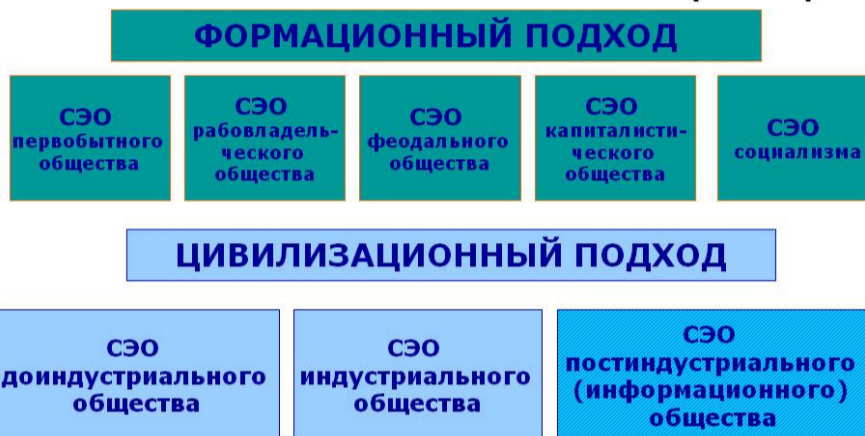 ФОРМАЦИОННЫЙ ПОДХОД
СЭО
первобытного
общества
СЭО
рабовладель-
ческого
общества
СЭО
феодального
общества
СЭО
капиталисти-
ческого
общества
СЭО
социализма
ЦИВИЛИЗАЦИОННЫЙ ПОДХОД
СЭО
доиндустриального
общества
СЭО
индустриального
общества
СЭО
постиндустриального
(информационного)
общества